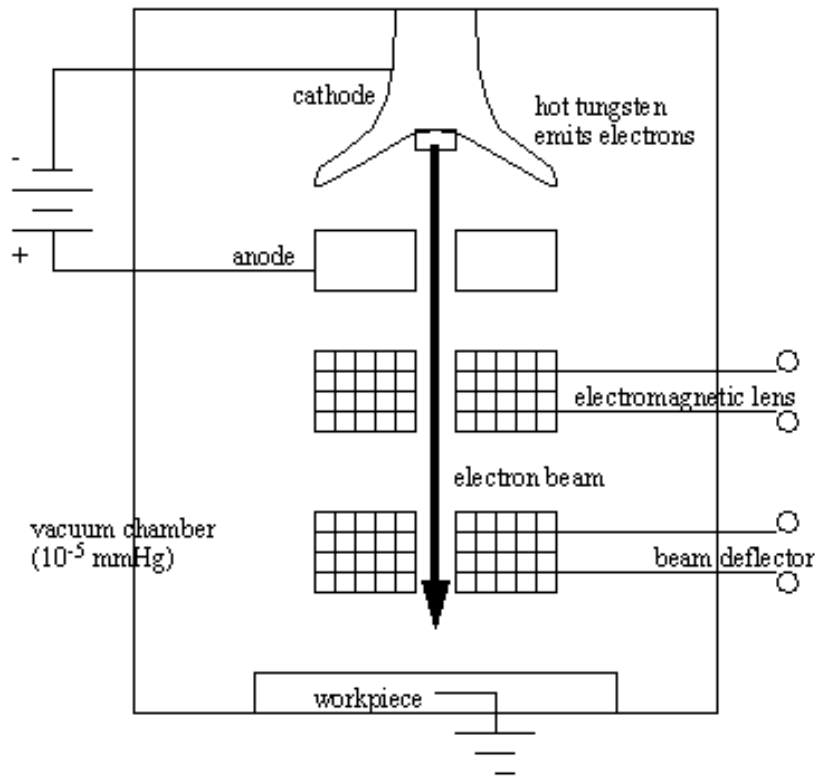 cathode
hot tungsten
emits electrons
-
+
anode
electromagnetic lens
electron beam
vacuum chamber
(10-5 mmHg)
beam deflector
workpiece